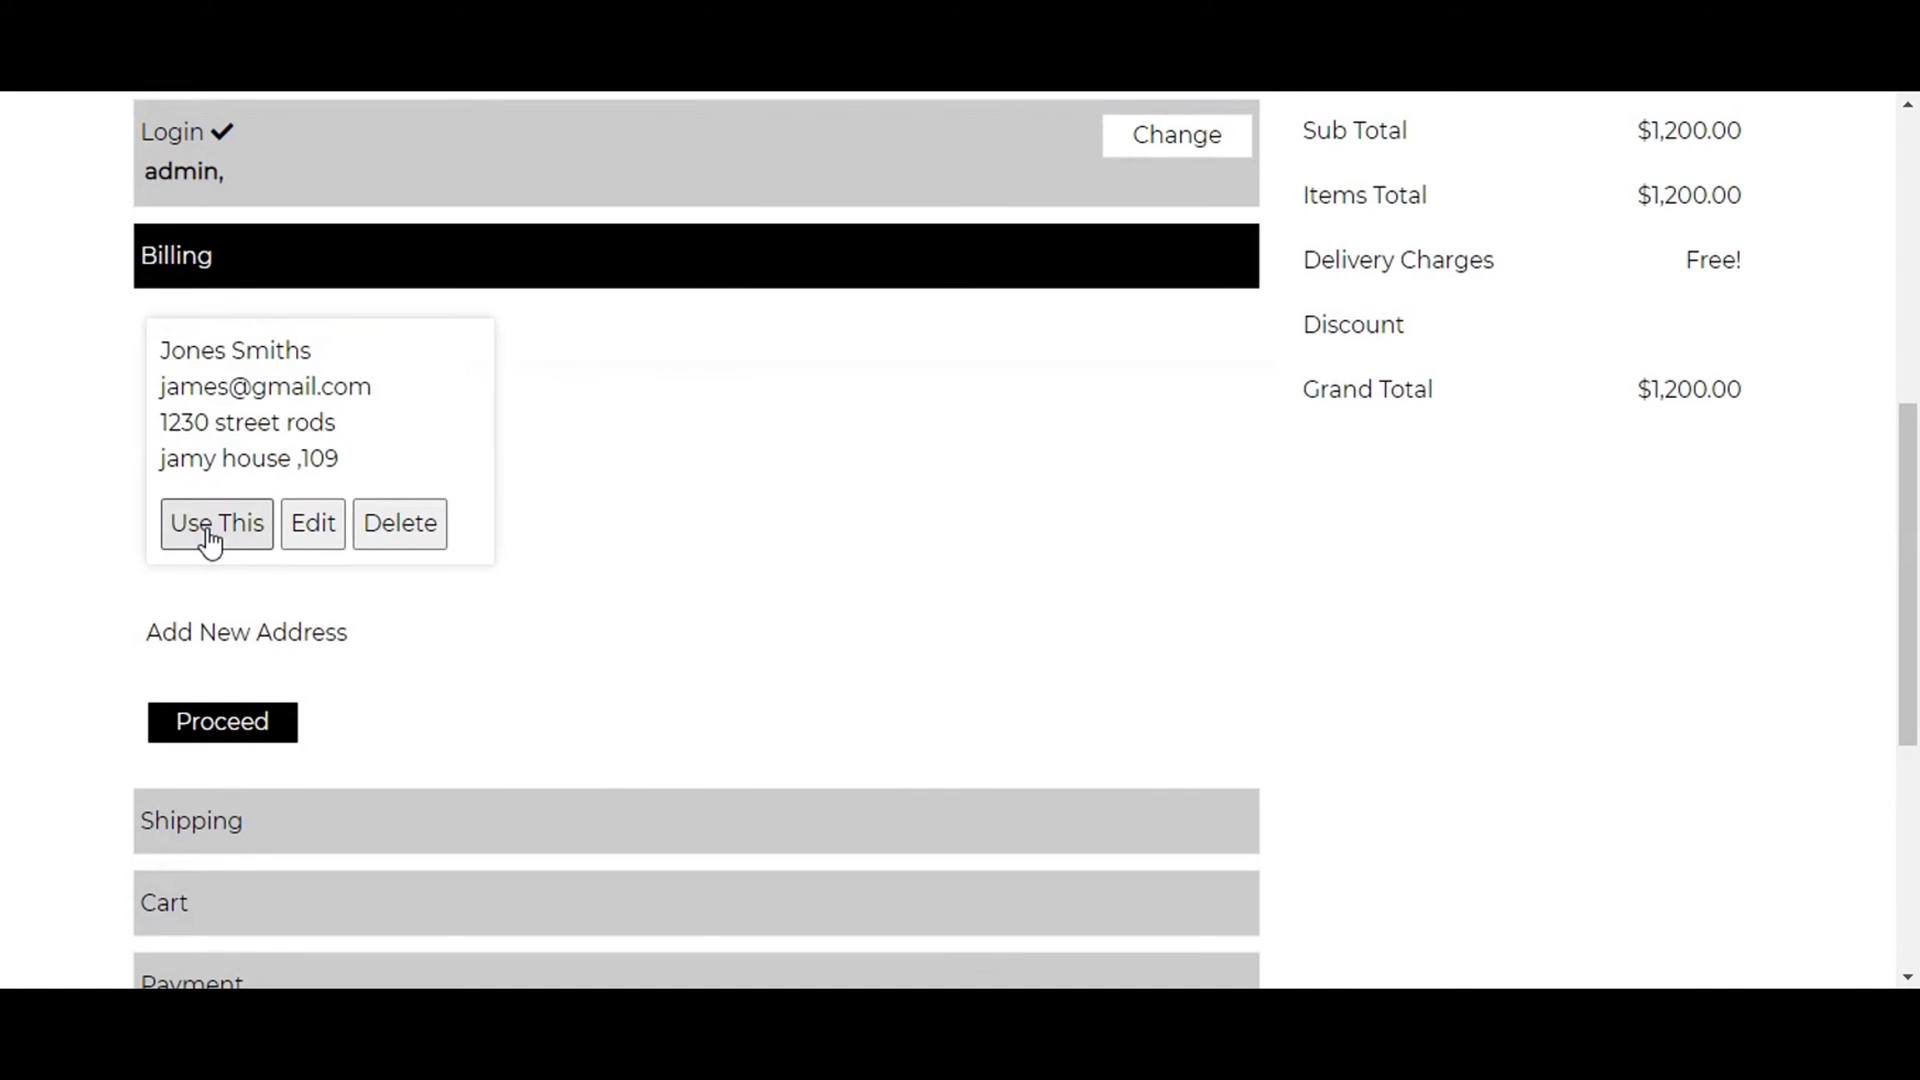 Login
admin,
Change
Billing
Jones Smiths
james@gmail.com
1230 street rods
jamy house ,109
Use This
Edit
Delete
Add New Address
Proceed
Shipping
Cart
Payment
Sub Total $1,200.00
Items Total $1,200.00
Delivery Charges Free!
Discount
Grand Total $1,200.00